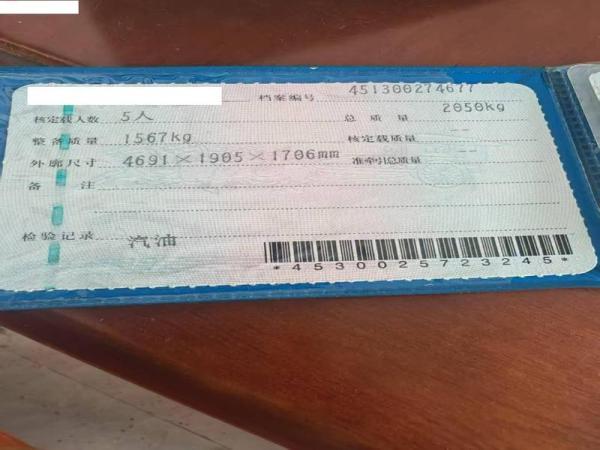 档案编号 451300274677
核定载人数 5人 总质量 2050kg
整备质量 1567kg 核定载质量 --
外廓尺寸 4691×1905×1706mm 准牵引总质量 --
备注
检验记录 汽油
*4530025723245*